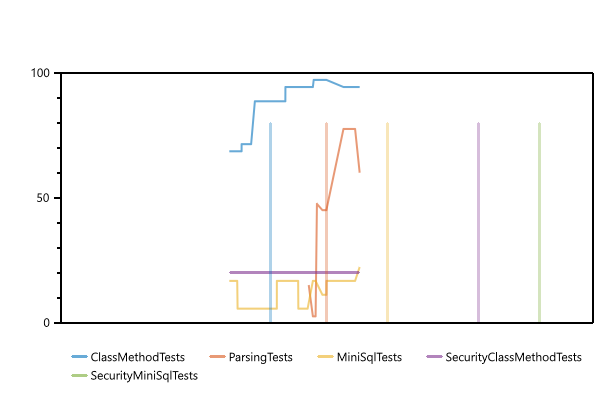 100
50
0
ClassMethodTests ParsingTests MiniSqlTests SecurityClassMethodTests
SecurityMiniSqlTests